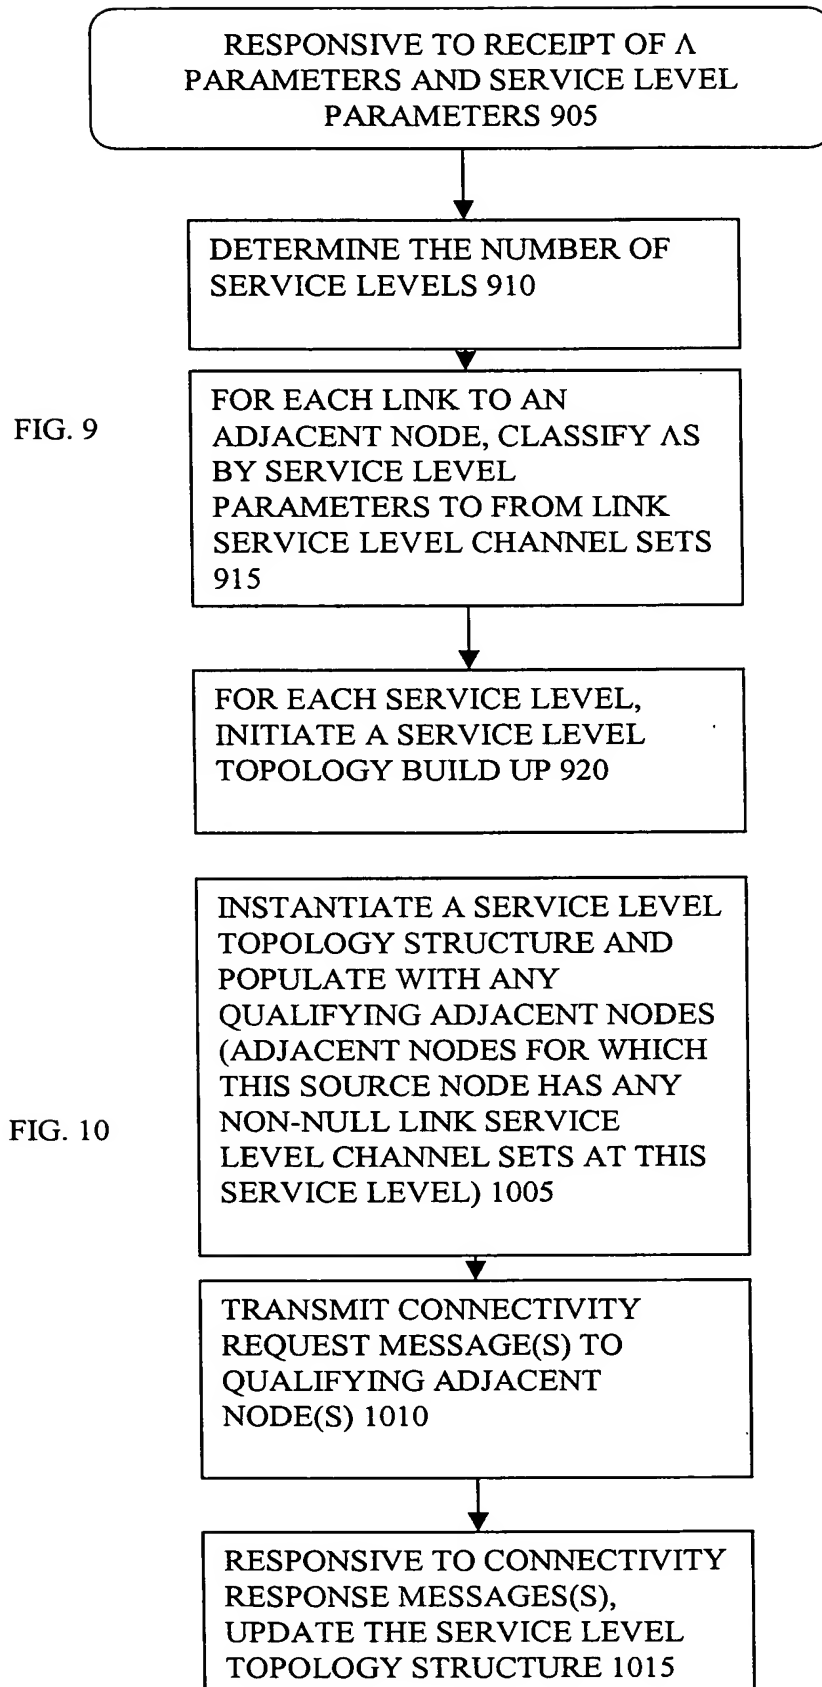 RESPONSIVE TO RECEIPT OF Λ
PARAMETERS AND SERVICE LEVEL
PARAMETERS 905
DETERMINE THE NUMBER OF
SERVICE LEVELS 910
FIG. 9
FOR EACH LINK TO AN
ADJACENT NODE, CLASSIFY ΛS
BY SERVICE LEVEL
PARAMETERS TO FROM LINK
SERVICE LEVEL CHANNEL SETS
915
FOR EACH SERVICE LEVEL,
INITIATE A SERVICE LEVEL
TOPOLOGY BUILD UP 920
INSTANTIATE A SERVICE LEVEL
TOPOLOGY STRUCTURE AND
POPULATE WITH ANY
QUALIFYING ADJACENT NODES
(ADJACENT NODES FOR WHICH
THIS SOURCE NODE HAS ANY
NON-NULL LINK SERVICE
LEVEL CHANNEL SETS AT THIS
SERVICE LEVEL) 1005
FIG. 10
TRANSMIT CONNECTIVITY
REQUEST MESSAGE(S) TO
QUALIFYING ADJACENT
NODE(S) 1010
RESPONSIVE TO CONNECTIVITY
RESPONSE MESSAGES(S),
UPDATE THE SERVICE LEVEL
TOPOLOGY STRUCTURE 1015